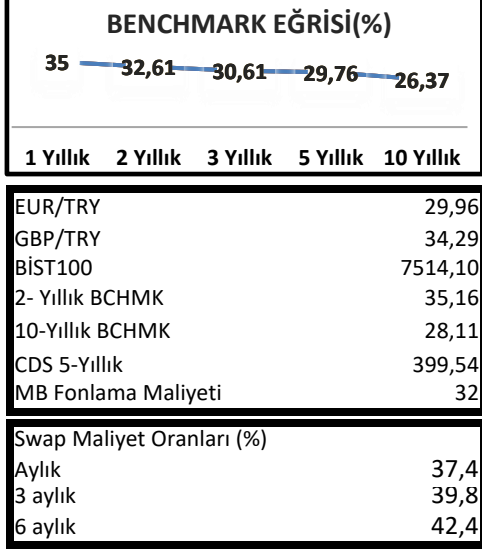 BENCHMARK EĞRİSİ(%)
35 32,61 30,61 29,76 26,37
1 Yıllık 2 Yıllık 3 Yıllık 5 Yıllık 10 Yıllık
EUR/TRY 29,96
GBP/TRY 34,29
BİST100 7514,10
2- Yıllık BCHMK 35,16
10-Yıllık BCHMK 28,11
CDS 5-Yıllık 399,54
MB Fonlama Maliyeti 32
Swap Maliyet Oranları (%)
Aylık 37,4
3 aylık 39,8
6 aylık 42,4